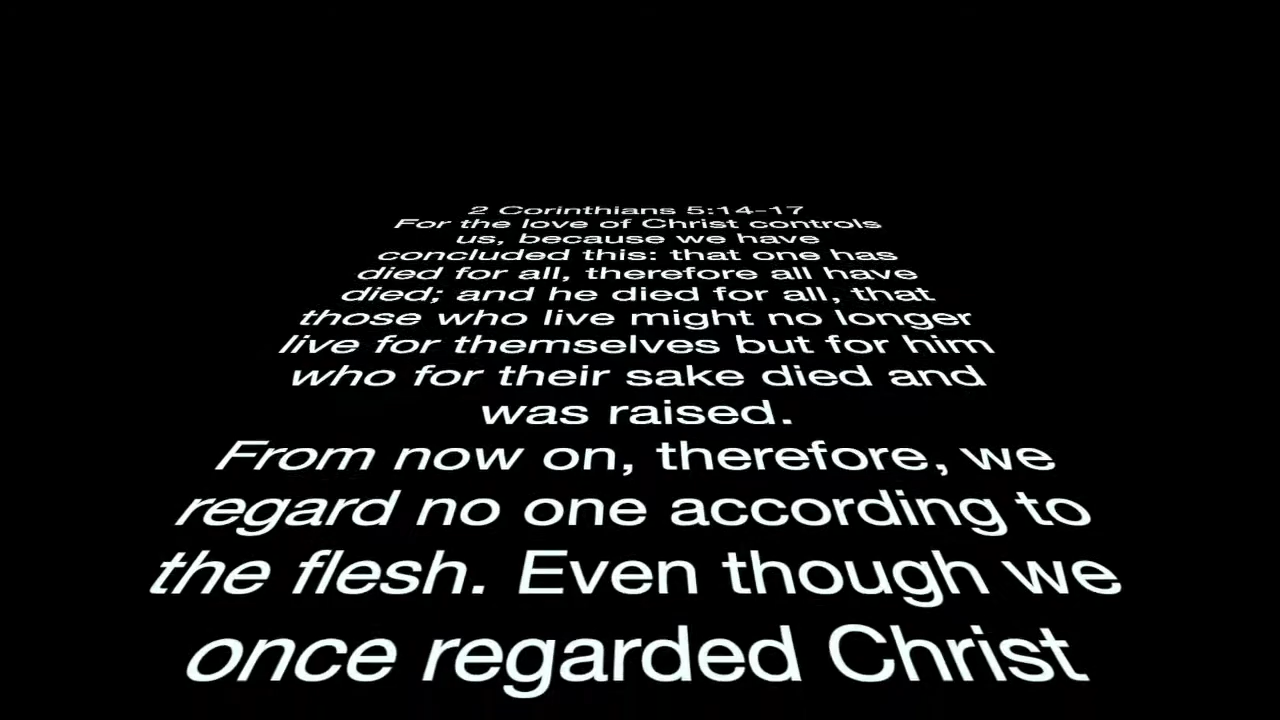 2 Corinthians 5:14-17
For the love of Christ controls
us, because we have
concluded this: that one has
died for all, therefore all have
died; and he died for all, that
those who live might no longer
live for themselves but for him
who for their sake died and
was raised.
From now on, therefore, we
regard no one according to
the flesh. Even though we
once regarded Christ